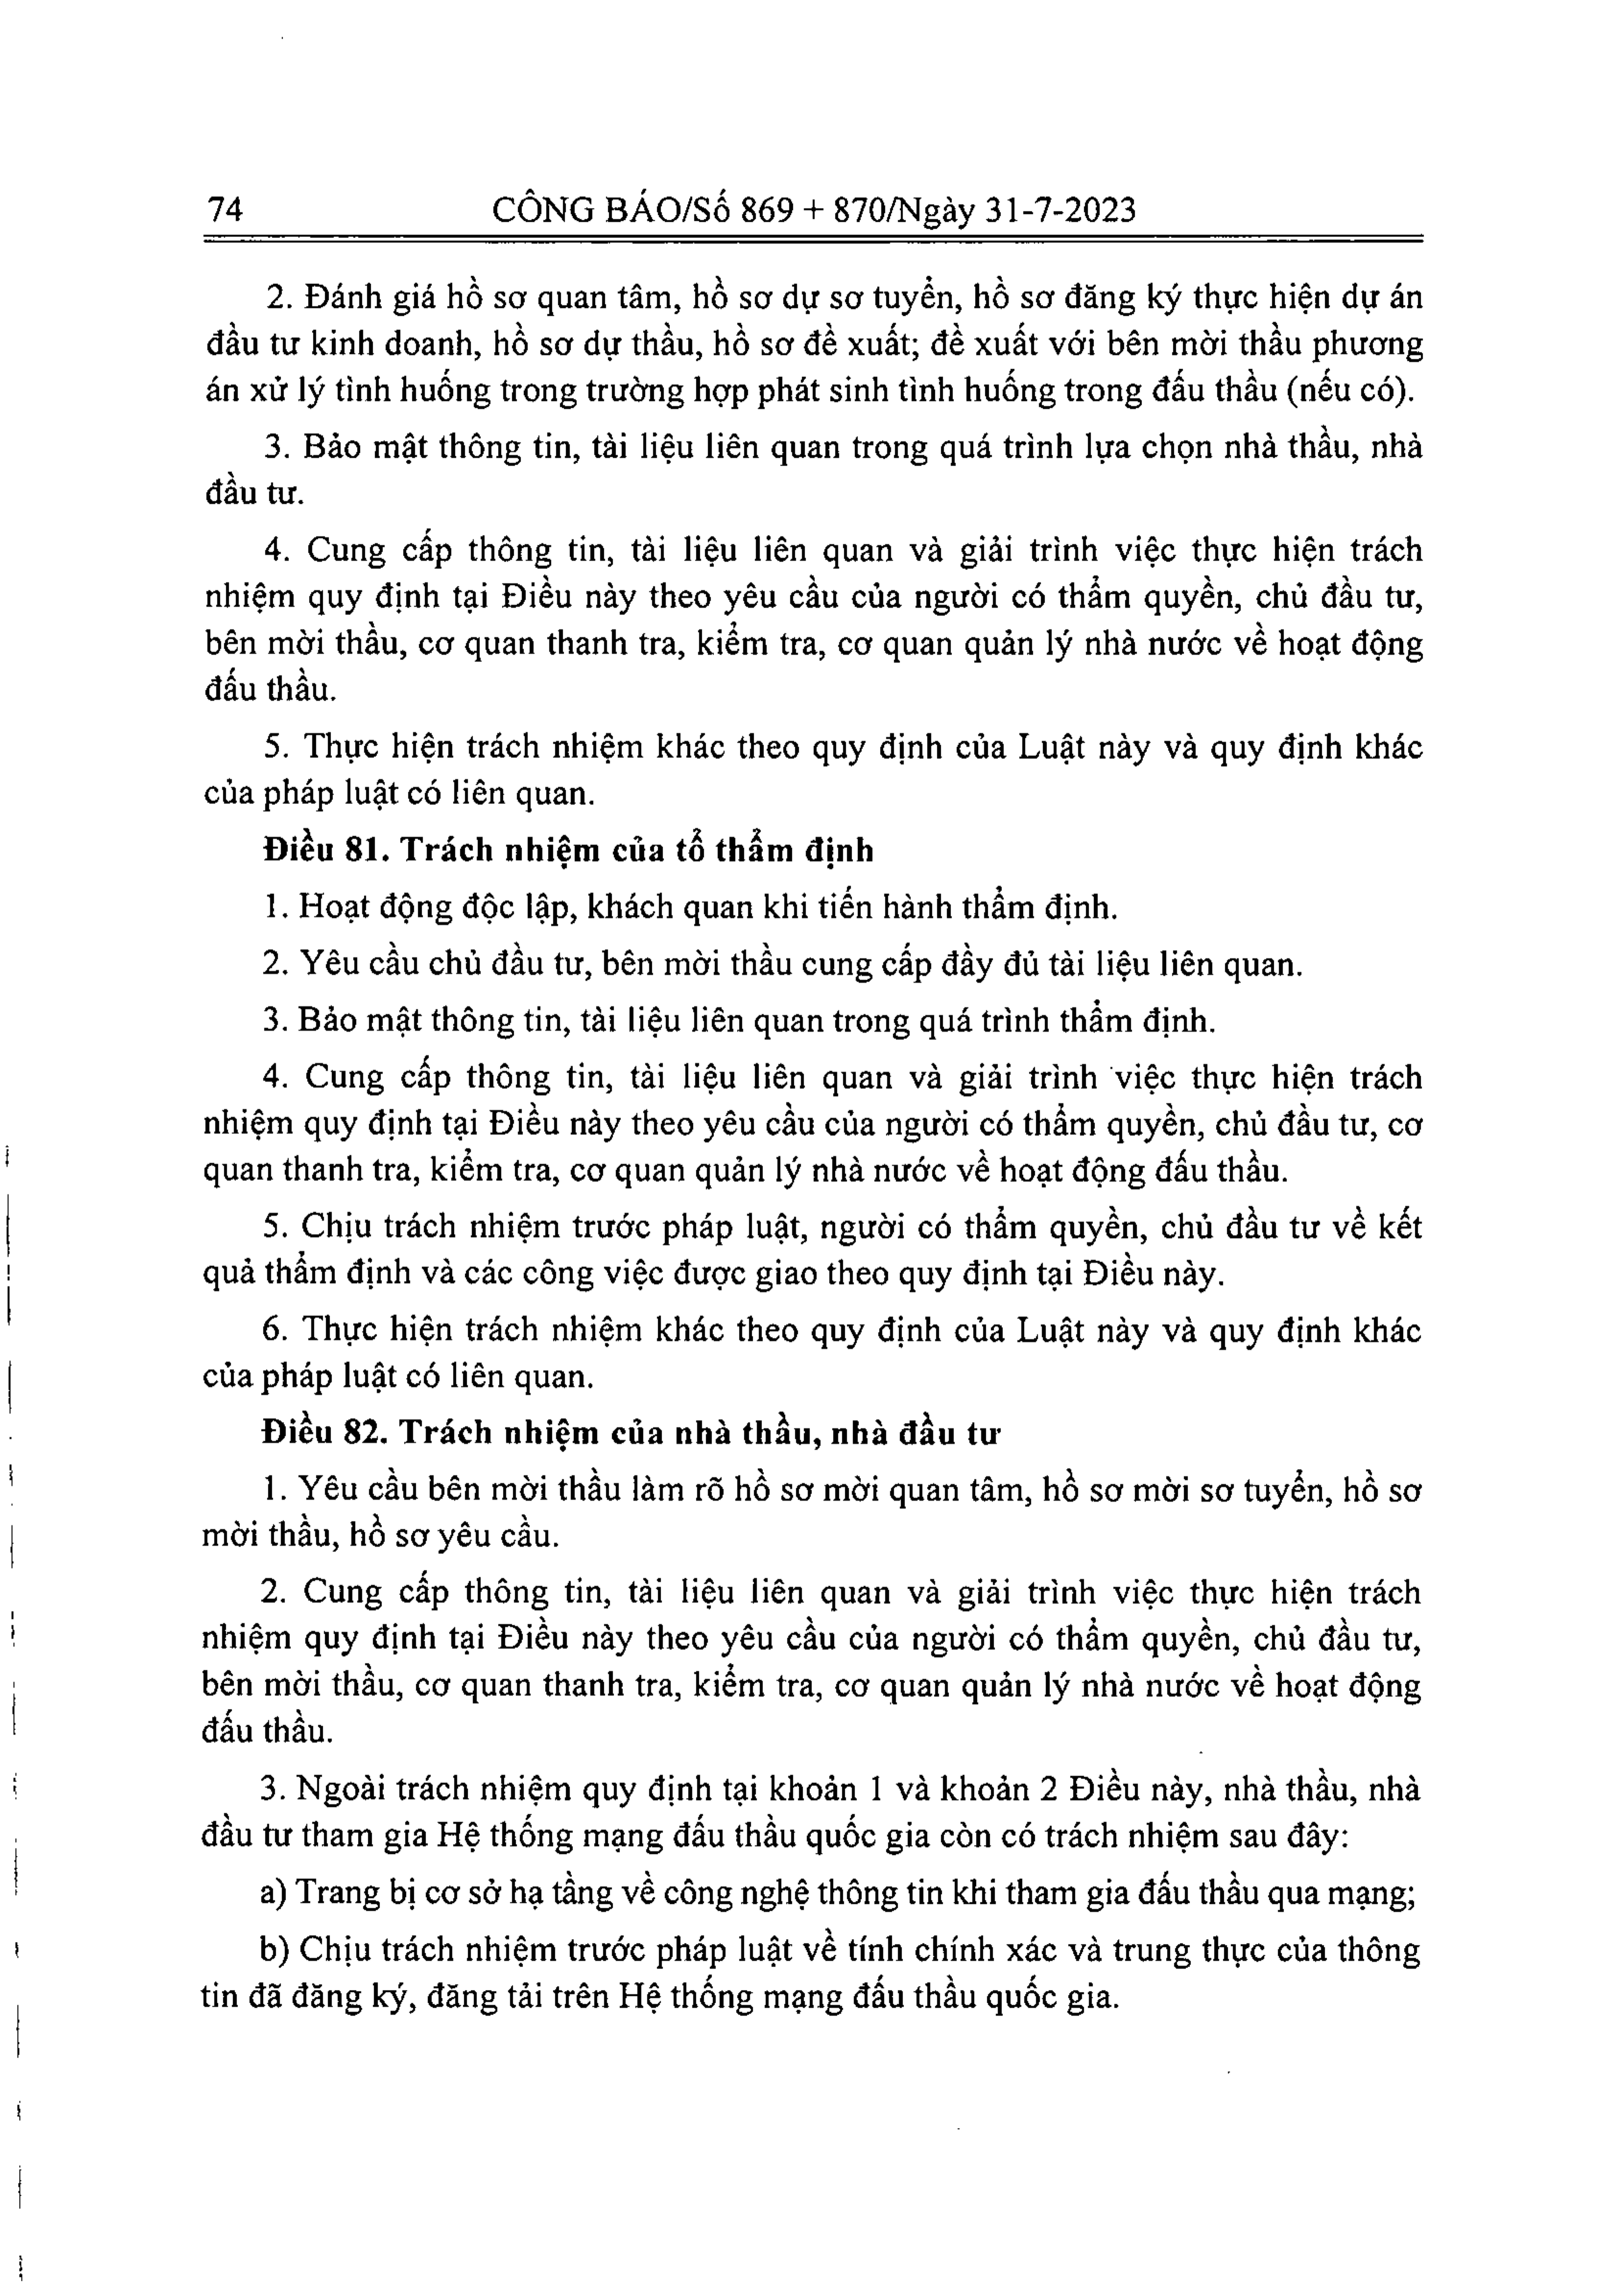 74 CÔNG BÁO/Số 869 + 870/Ngày 31-7-2023
2. Đánh giá hồ sơ quan tâm, hồ sơ dự sơ tuyển, hồ sơ đăng ký thực hiện dự án
đầu tư kinh doanh, hồ sơ dự thầu, hồ sơ đề xuất; đề xuất với bên mời thầu phương
án xử lý tình huống trong trường hợp phát sinh tình huống trong đấu thầu (nếu có).
3. Bảo mật thông tin, tài liệu liên quan trong quá trình lựa chọn nhà thầu, nhà
đầu tư.
4. Cung cấp thông tin, tài liệu liên quan và giải trình việc thực hiện trách
nhiệm quy định tại Điều này theo yêu cầu của người có thẩm quyền, chủ đầu tư,
bên mời thầu, cơ quan thanh tra, kiểm tra, cơ quan quản lý nhà nước về hoạt động
đấu thầu.
5. Thực hiện trách nhiệm khác theo quy định của Luật này và quy định khác
của pháp luật có liên quan.
Điều 81. Trách nhiệm của tổ thẩm định
1. Hoạt động độc lập, khách quan khi tiến hành thẩm định.
2. Yêu cầu chủ đầu tư, bên mời thầu cung cấp đầy đủ tài liệu liên quan.
3. Bảo mật thông tin, tài liệu liên quan trong quá trình thẩm định.
4. Cung cấp thông tin, tài liệu liên quan và giải trình việc thực hiện trách
nhiệm quy định tại Điều này theo yêu cầu của người có thẩm quyền, chủ đầu tư, cơ
quan thanh tra, kiểm tra, cơ quan quản lý nhà nước về hoạt động đấu thầu.
5. Chịu trách nhiệm trước pháp luật, người có thẩm quyền, chủ đầu tư về kết
quả thẩm định và các công việc được giao theo quy định tại Điều này.
6. Thực hiện trách nhiệm khác theo quy định của Luật này và quy định khác
của pháp luật có liên quan.
Điều 82. Trách nhiệm của nhà thầu, nhà đầu tư
1. Yêu cầu bên mời thầu làm rõ hồ sơ mời quan tâm, hồ sơ mời sơ tuyển, hồ sơ
mời thầu, hồ sơ yêu cầu.
2. Cung cấp thông tin, tài liệu liên quan và giải trình việc thực hiện trách
nhiệm quy định tại Điều này theo yêu cầu của người có thẩm quyền, chủ đầu tư,
bên mời thầu, cơ quan thanh tra, kiểm tra, cơ quan quản lý nhà nước về hoạt động
đấu thầu.
3. Ngoài trách nhiệm quy định tại khoản 1 và khoản 2 Điều này, nhà thầu, nhà
đầu tư tham gia Hệ thống mạng đấu thầu quốc gia còn có trách nhiệm sau đây:
a) Trang bị cơ sở hạ tầng về công nghệ thông tin khi tham gia đấu thầu qua mạng;
b) Chịu trách nhiệm trước pháp luật về tính chính xác và trung thực của thông
tin đã đăng ký, đăng tải trên Hệ thống mạng đấu thầu quốc gia.